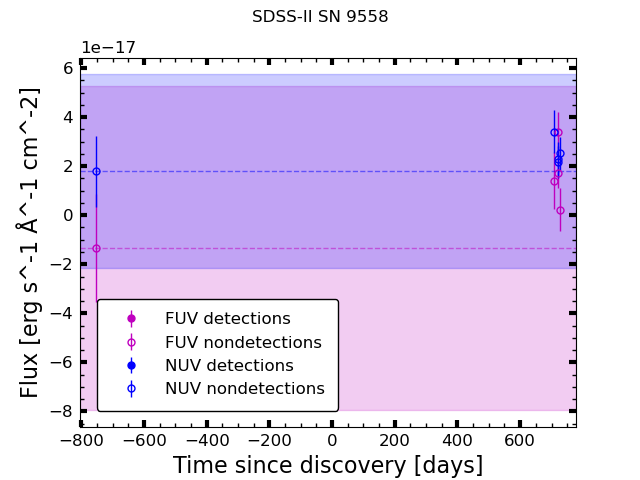 SDSS-II SN 9558
1e−17
6
4
2
0
−2
−4
−6
−8
Flux [erg s^-1 Å^-1 cm^-2]
FUV detections
FUV nondetections
NUV detections
NUV nondetections
−800 −600 −400 −200 0 200 400 600
Time since discovery [days]